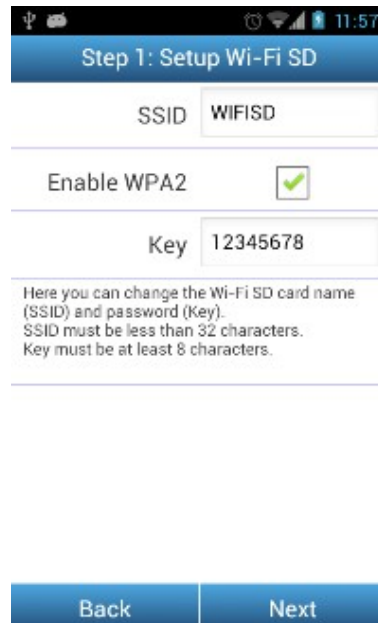 11:57
Step 1: Setup Wi-Fi SD
SSID WIFISD
Enable WPA2
Key 12345678
Here you can change the Wi-Fi SD card name
(SSID) and password (Key).
SSID must be less than 32 characters.
Key must be at least 8 characters.
Back Next